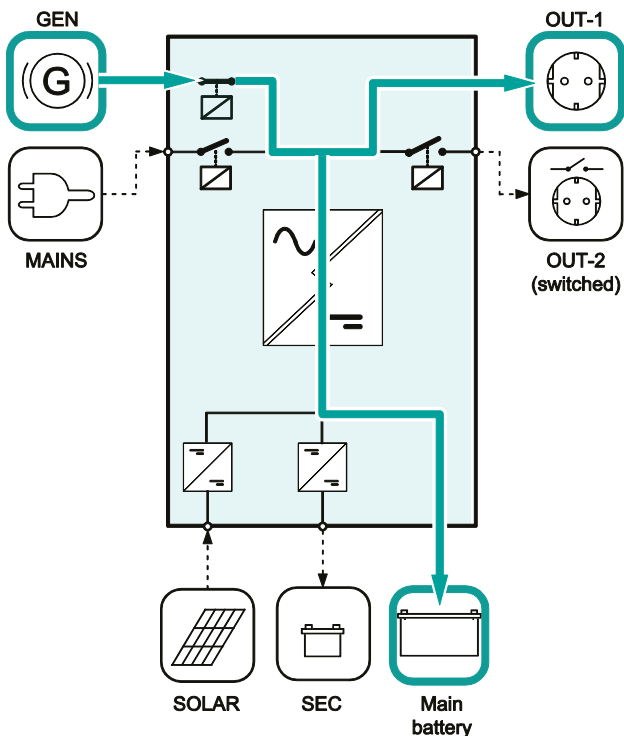 GEN
OUT-1
G
MAINS
OUT-2
(switched)
SOLAR
SEC
Main
battery